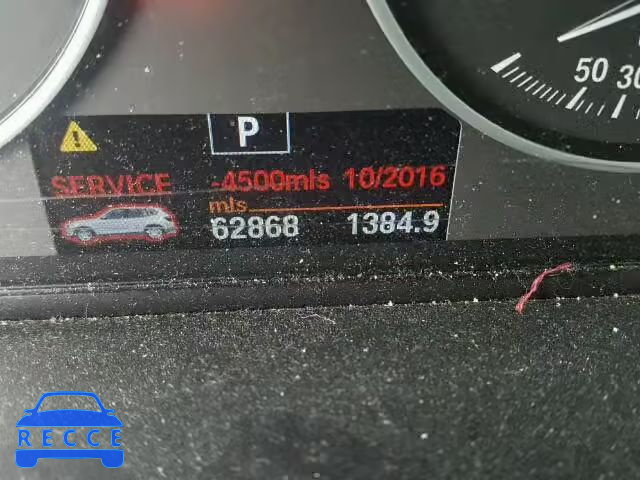 50 30
P
SERVICE -4500mls 10/2016
mls
62868 1384.9
RECCE